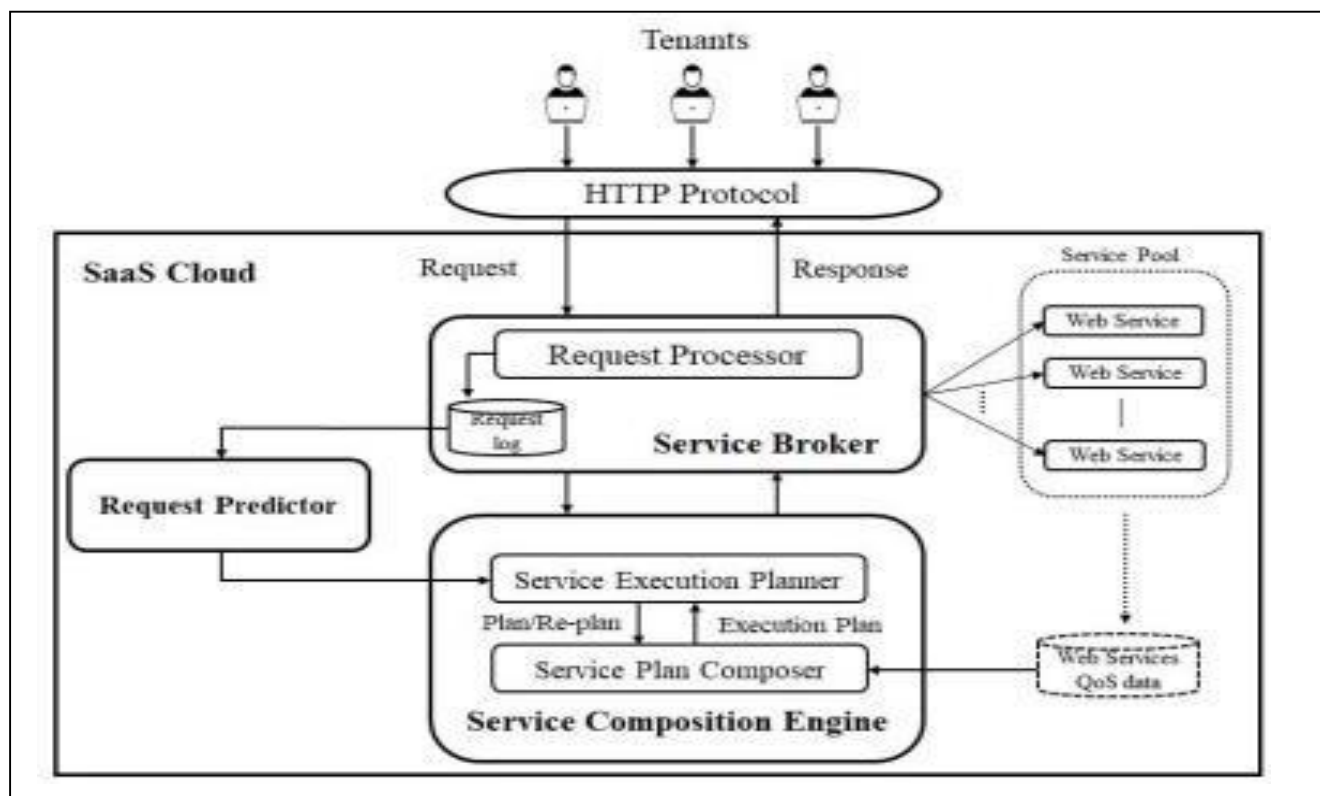 Tenants
HTTP Protocol
SaaS Cloud
Request
Response
Service Pool
Web Service
Web Service
Web Service
Request Processor
Request
log
Service Broker
Request Predictor
Service Execution Planner
Plan/Re-plan
Execution Plan
Service Plan Composer
Service Composition Engine
Web Services
QoS data